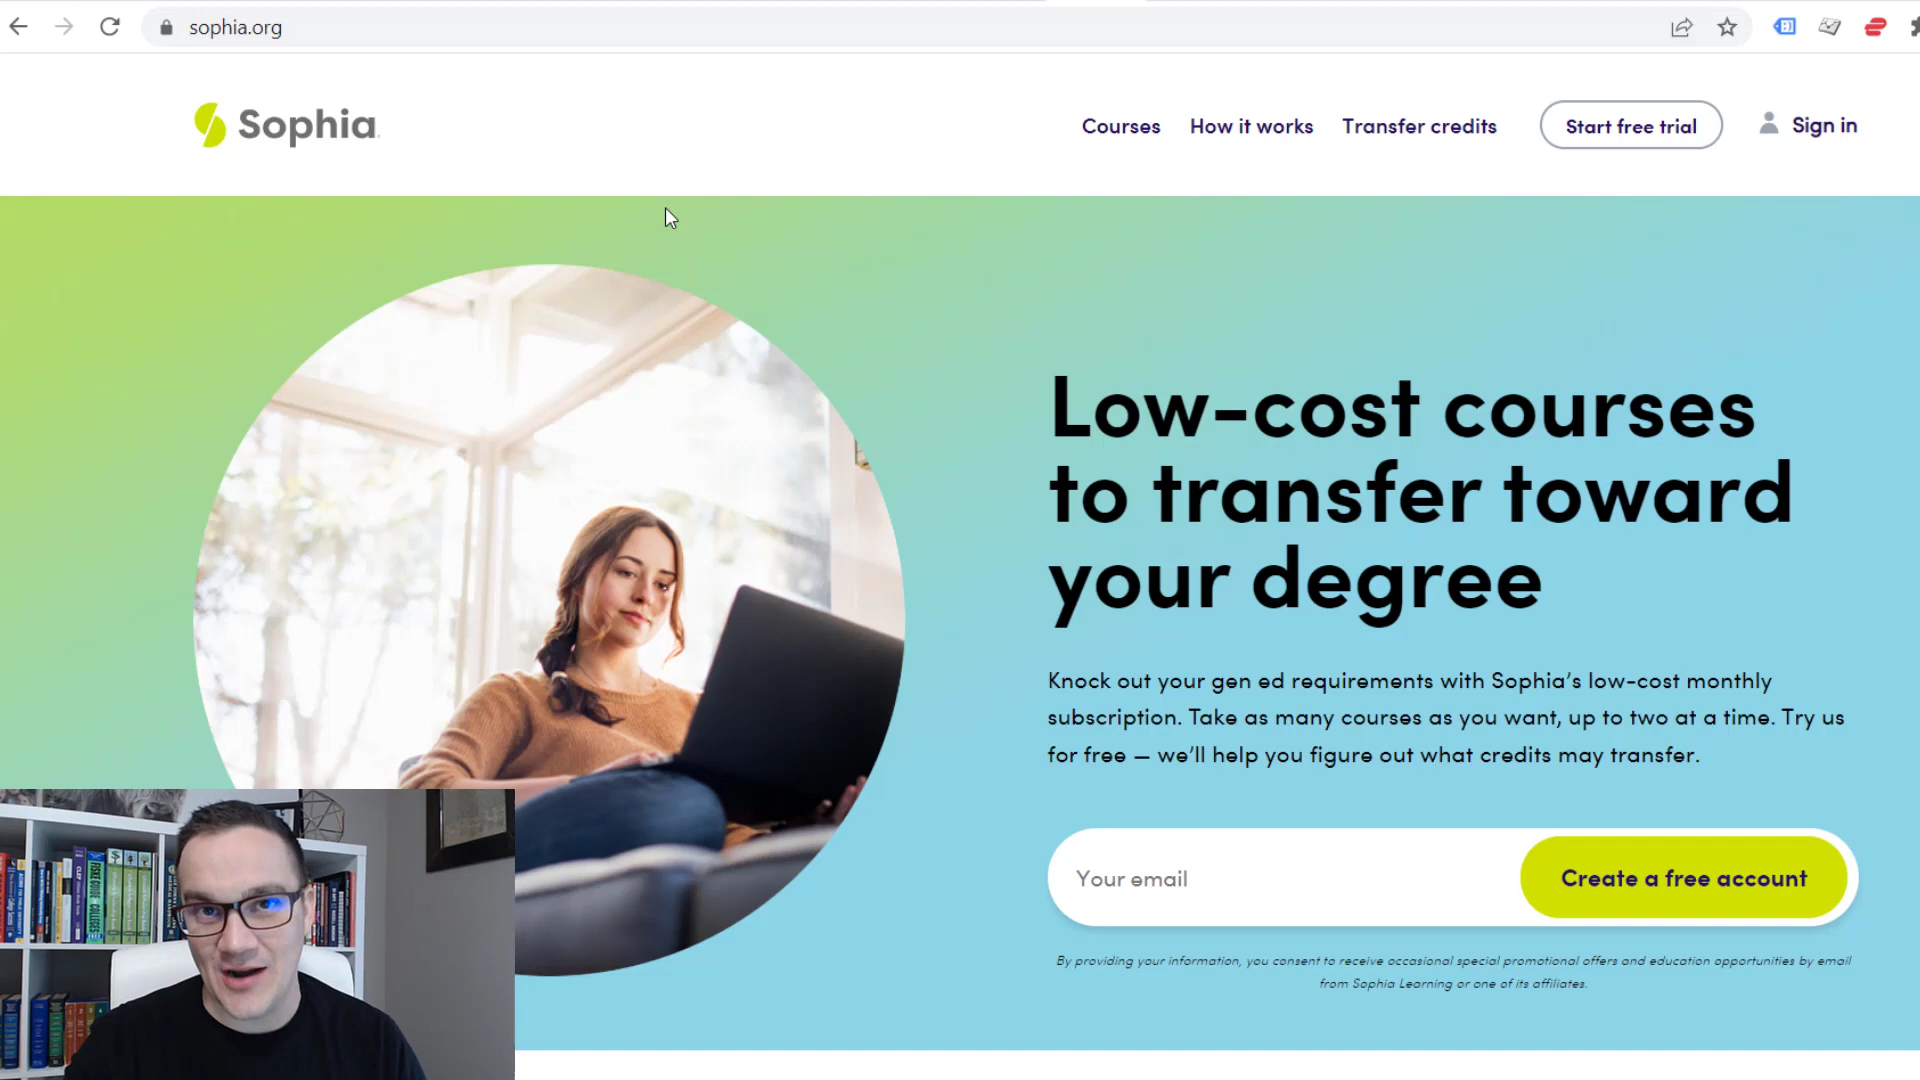 sophia.org
Sophia
Courses
How it works
Transfer credits
Start free trial
Sign in
Low-cost courses
to transfer toward
your degree
Knock out your gen ed requirements with Sophia's low-cost monthly
subscription. Take as many courses as you want, up to two at a time. Try us
for free — we'll help you figure out what credits may transfer.
Your email
Create a free account
By providing your information, you consent to receive occasional special promotional offers and education opportunities by email
from Sophia Learning or one of its affiliates.
CLEP
FISKE GUIDE
COLLEGES